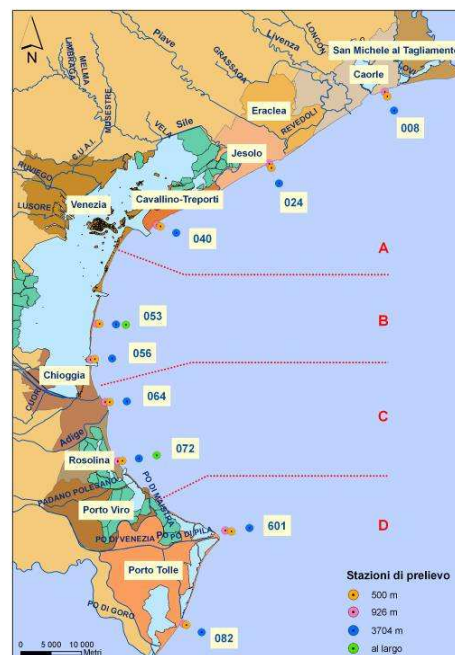 N
Piave
Livenza
LONCON
San Michele al Tagliamento
Caorle
LOVI
MELMA
MUSESTRE
GRASSAGA
Eraclea
REVEDOLI
008
Sile
VELA
Jesolo
024
RUVIEGO
LUSORE
Venezia
Cavallino-Treporti
040
A
053
B
056
Chioggia
CUORI
064
C
Adige
072
Rosolina
PADANO POLESANO
PO DI MAISTRA
Porto Viro
PO DI VENEZIA
PO DI PILA
601
D
Porto Tolle
PO DI GORO
082
Stazioni di prelievo
500 m
926 m
3704 m
al largo
0 5 000 10 000
Metri